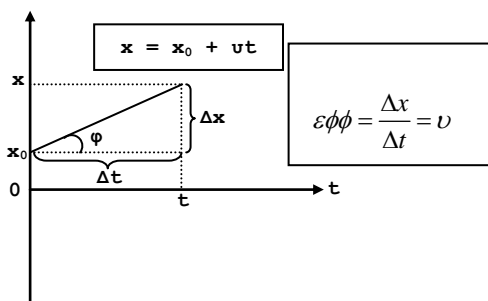 x = x₀ + υt
x
Δx
φ
x₀
Δt
0
t
t
εφφ = Δx/Δt = υ